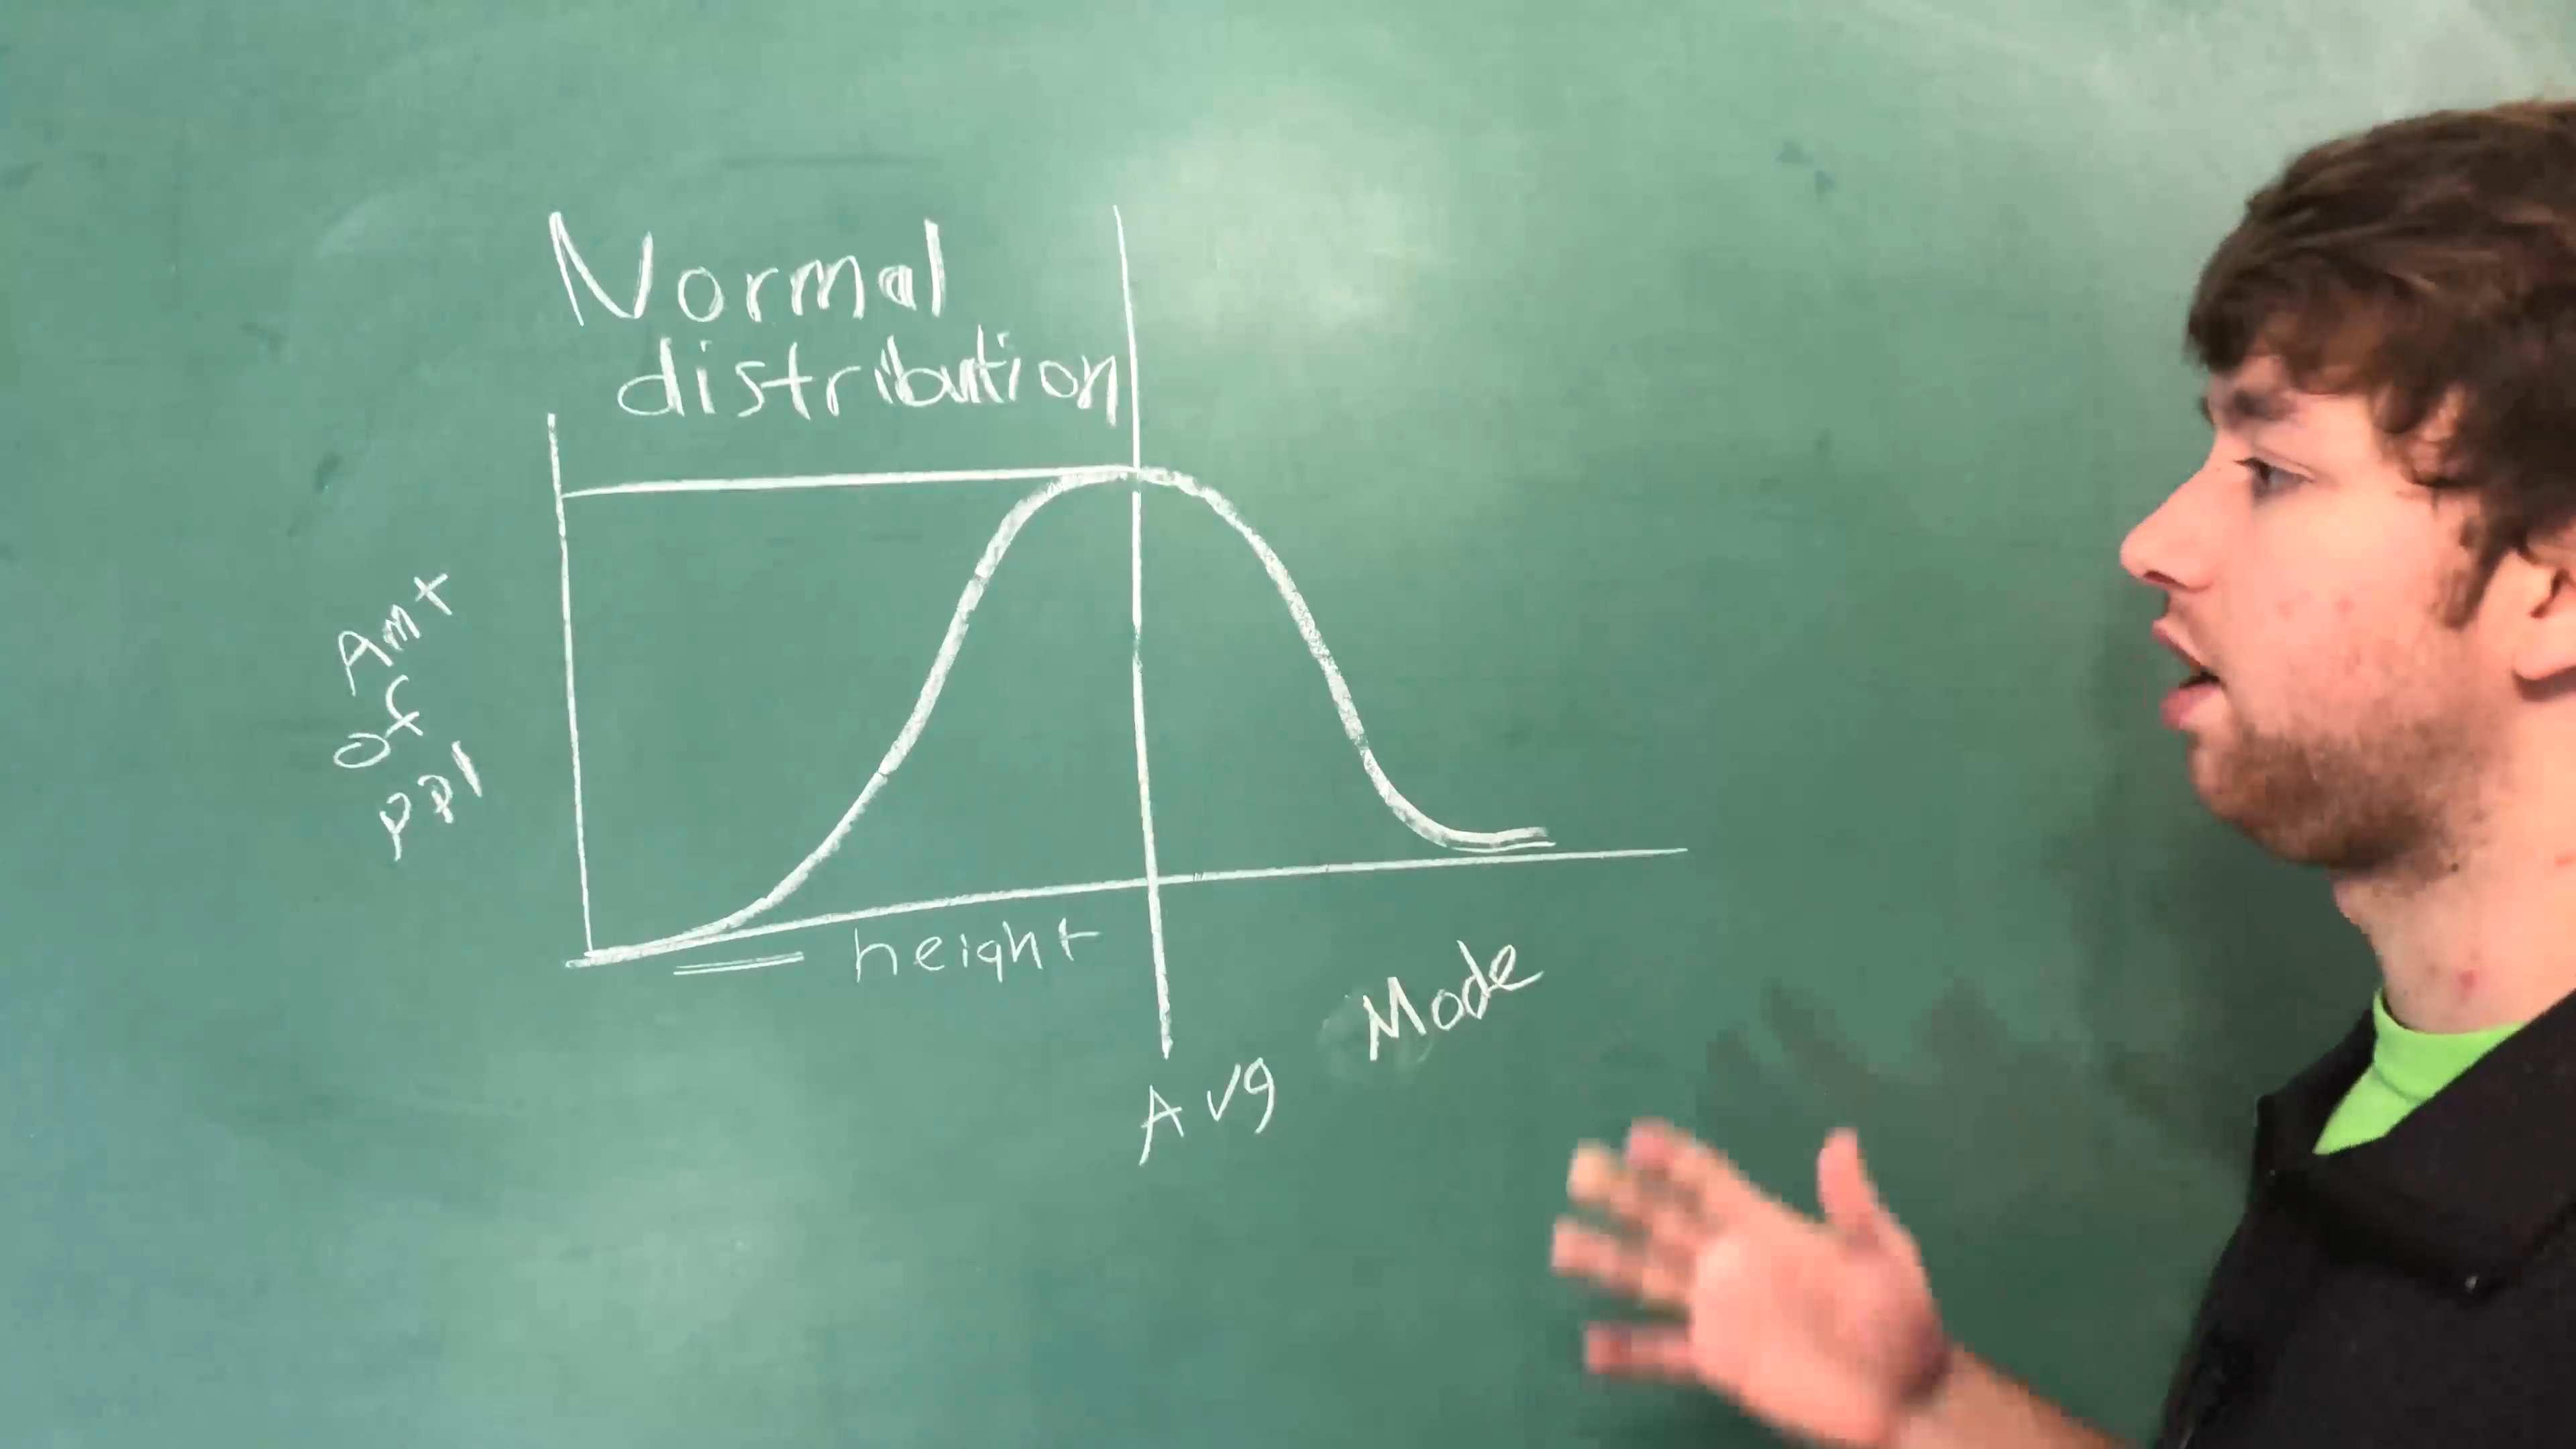 Normal
distribution
Amt
of
ppl
height
Mode
Avg